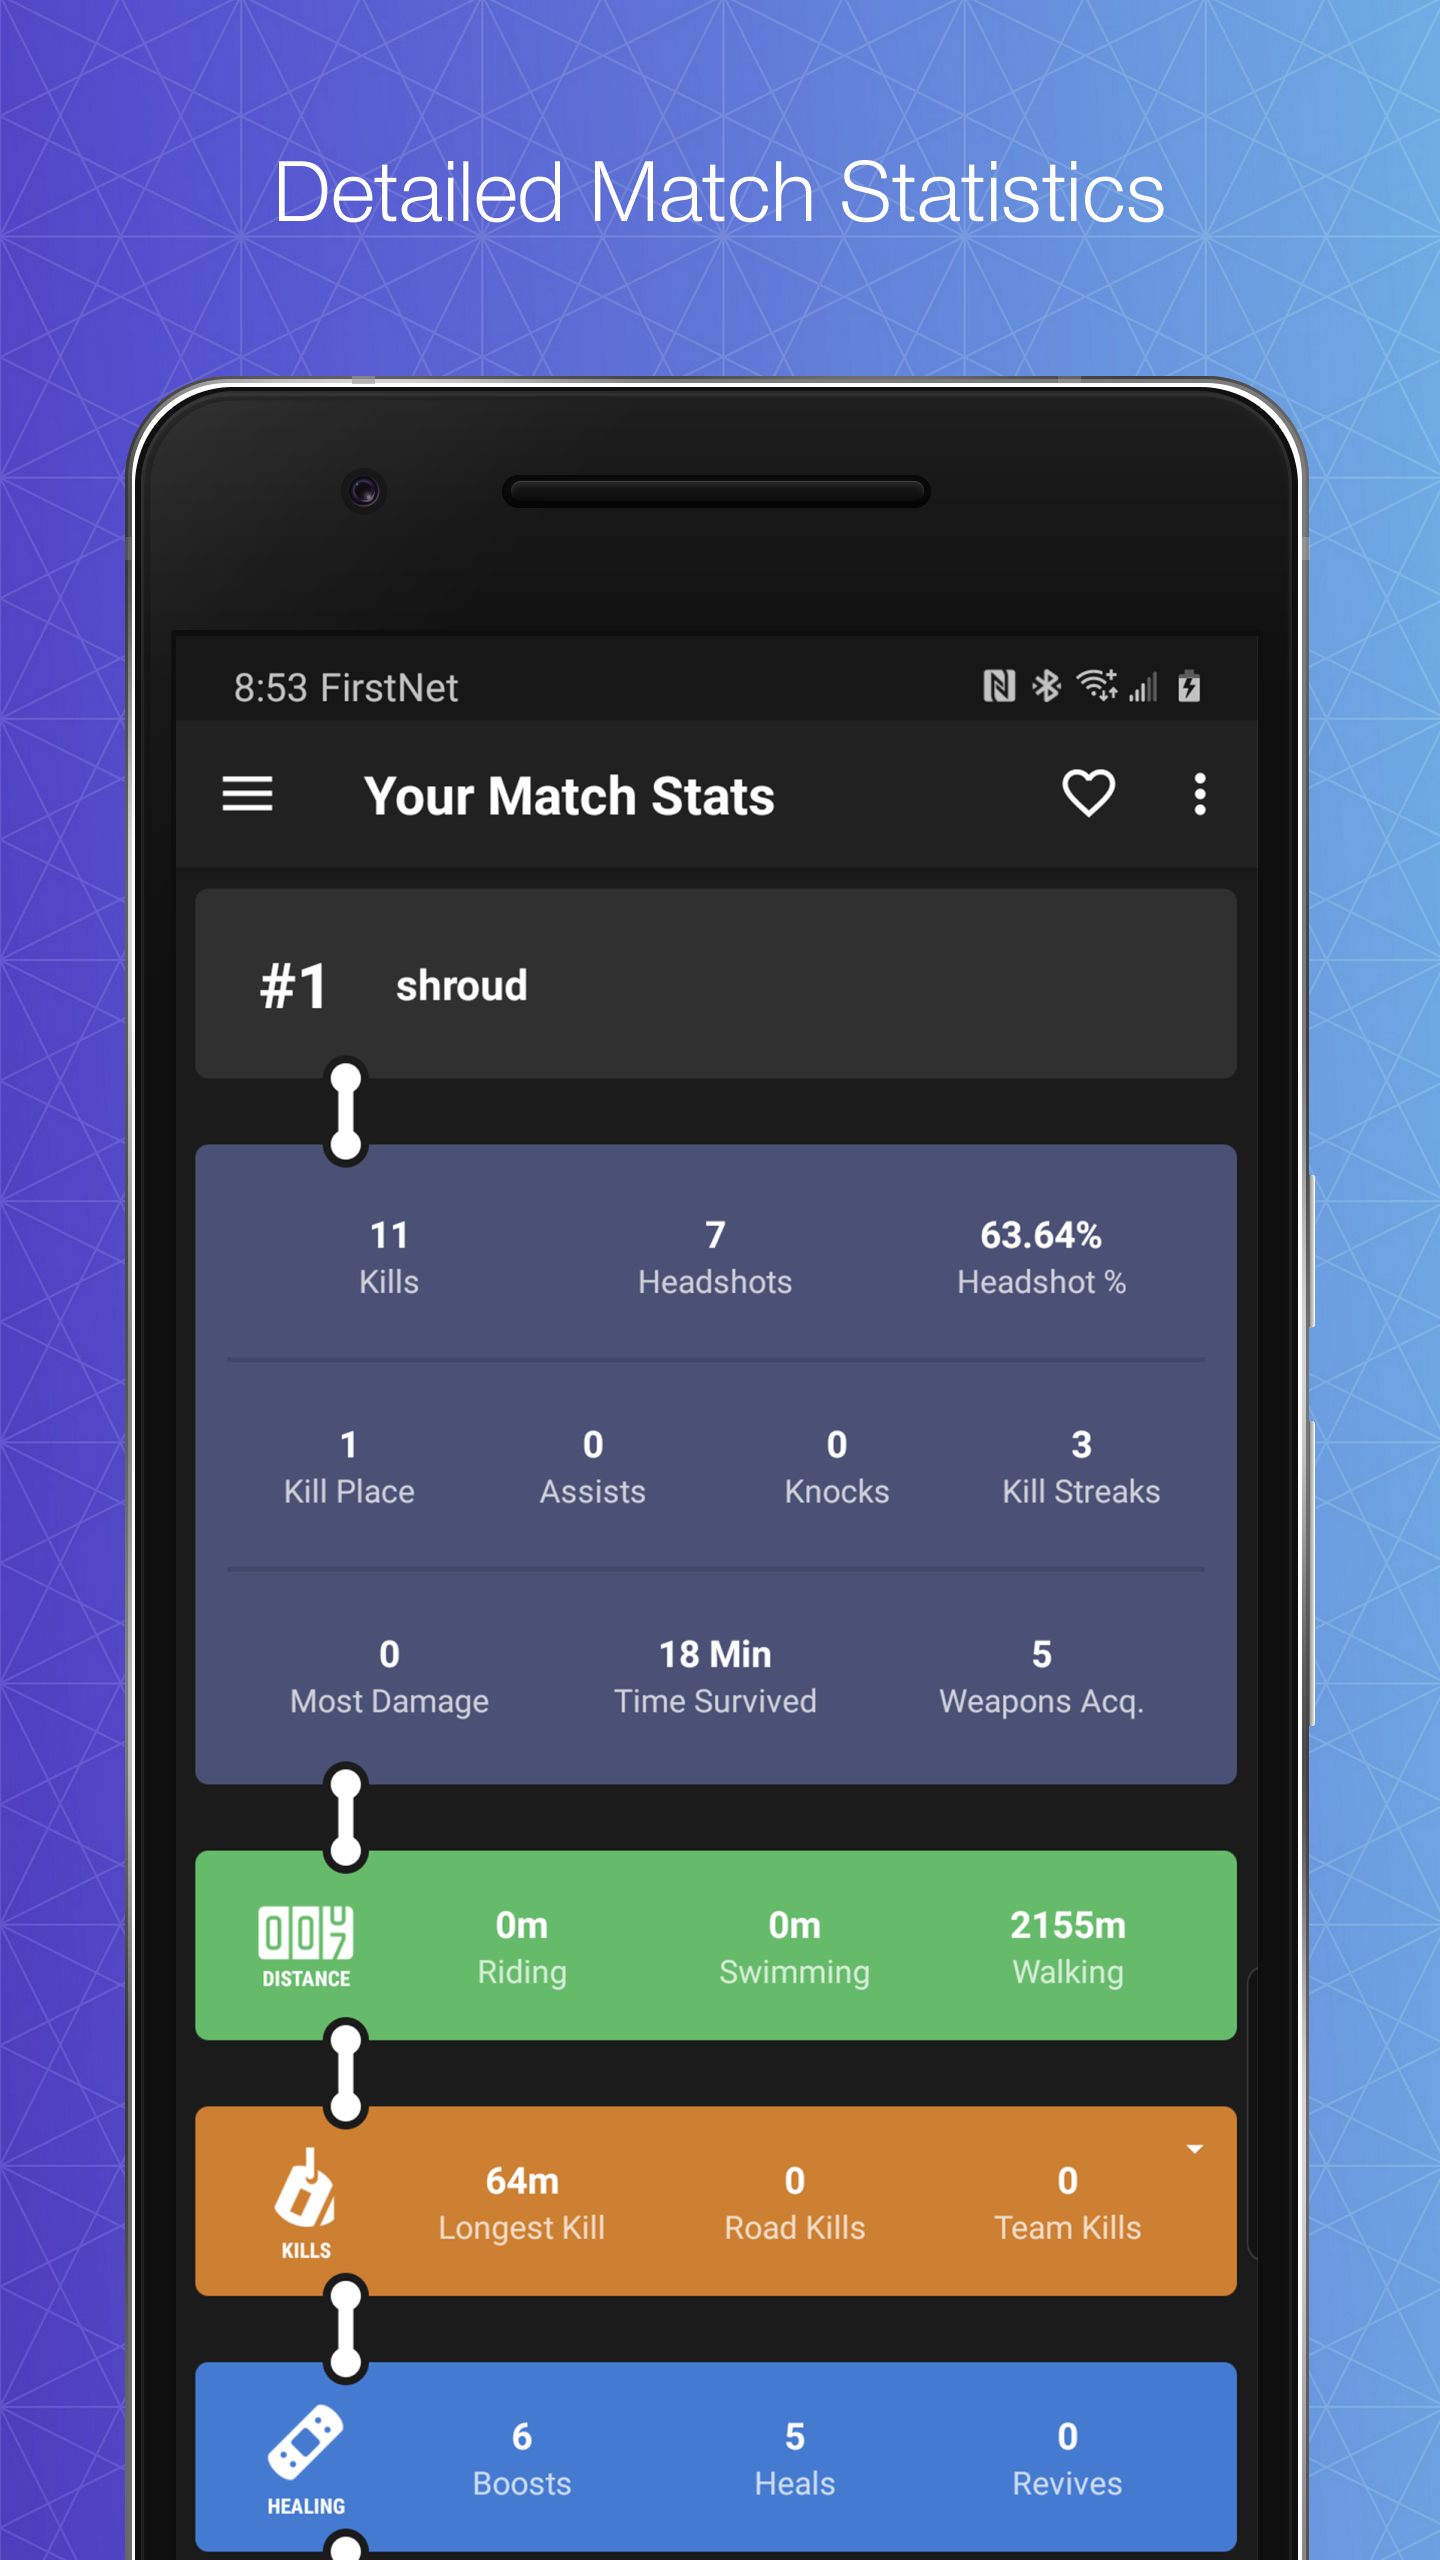 Detailed Match Statistics
8:53 FirstNet
Your Match Stats
#1 shroud
11 7 63.64%
Kills Headshots Headshot %
1 0 0 3
Kill Place Assists Knocks Kill Streaks
0 18 Min 5
Most Damage Time Survived Weapons Acq.
0m 0m 2155m
DISTANCE Riding Swimming Walking
64m 0 0
Longest Kill Road Kills Team Kills
KILLS
6 5 0
Boosts Heals Revives
HEALING